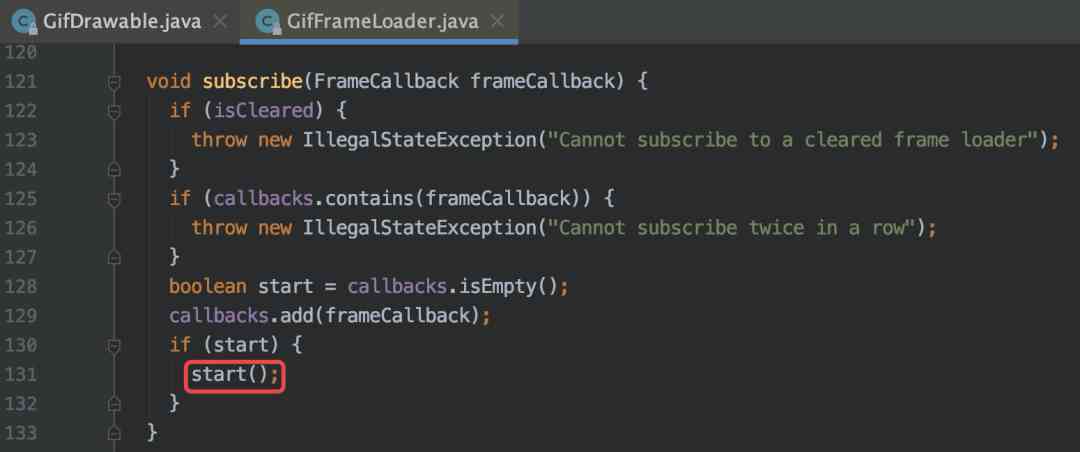 GifDrawable.java × GifFrameLoader.java ×
120
121 void subscribe(FrameCallback frameCallback) {
122 if (isCleared) {
123 throw new IllegalStateException("Cannot subscribe to a cleared frame loader");
124 }
125 if (callbacks.contains(frameCallback)) {
126 throw new IllegalStateException("Cannot subscribe twice in a row");
127 }
128 boolean start = callbacks.isEmpty();
129 callbacks.add(frameCallback);
130 if (start) {
131 start();
132 }
133 }